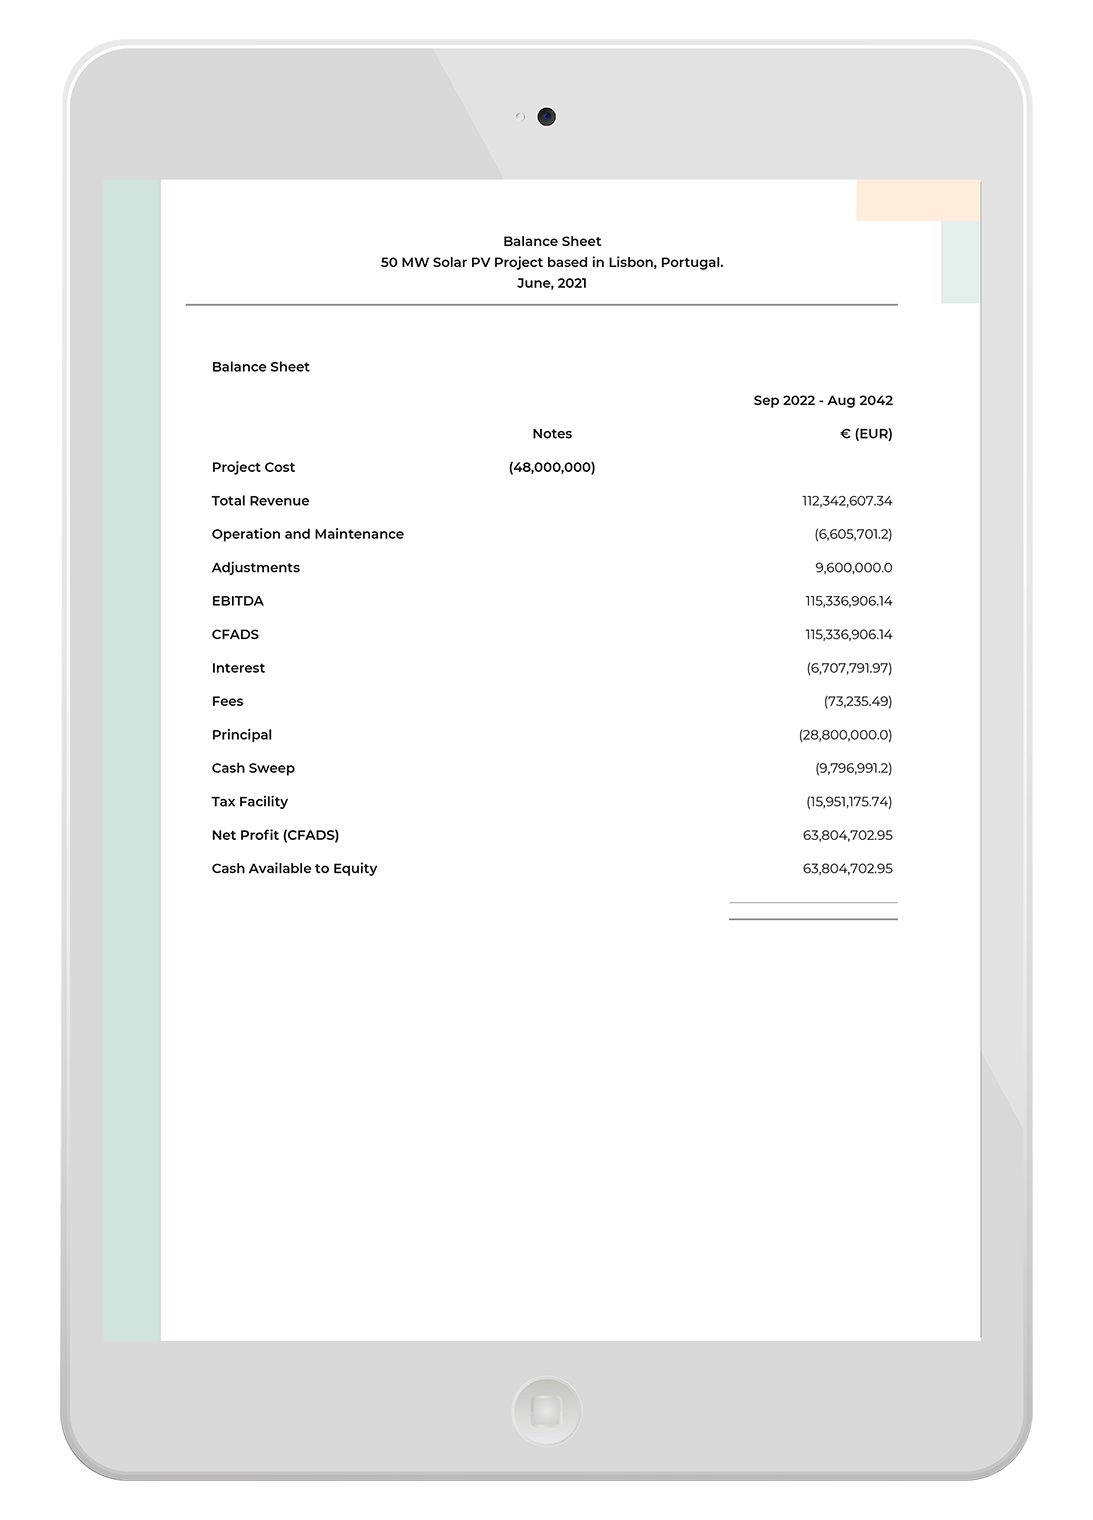 Balance Sheet
50 MW Solar PV Project based in Lisbon, Portugal.
June, 2021
Balance Sheet
Sep 2022 - Aug 2042
Notes € (EUR)
Project Cost (48,000,000)
Total Revenue 112,342,607.34
Operation and Maintenance (6,605,701.2)
Adjustments 9,600,000.0
EBITDA 115,336,906.14
CFADS 115,336,906.14
Interest (6,707,791.97)
Fees (73,235.49)
Principal (28,800,000.0)
Cash Sweep (9,796,991.2)
Tax Facility (15,951,175.74)
Net Profit (CFADS) 63,804,702.95
Cash Available to Equity 63,804,702.95